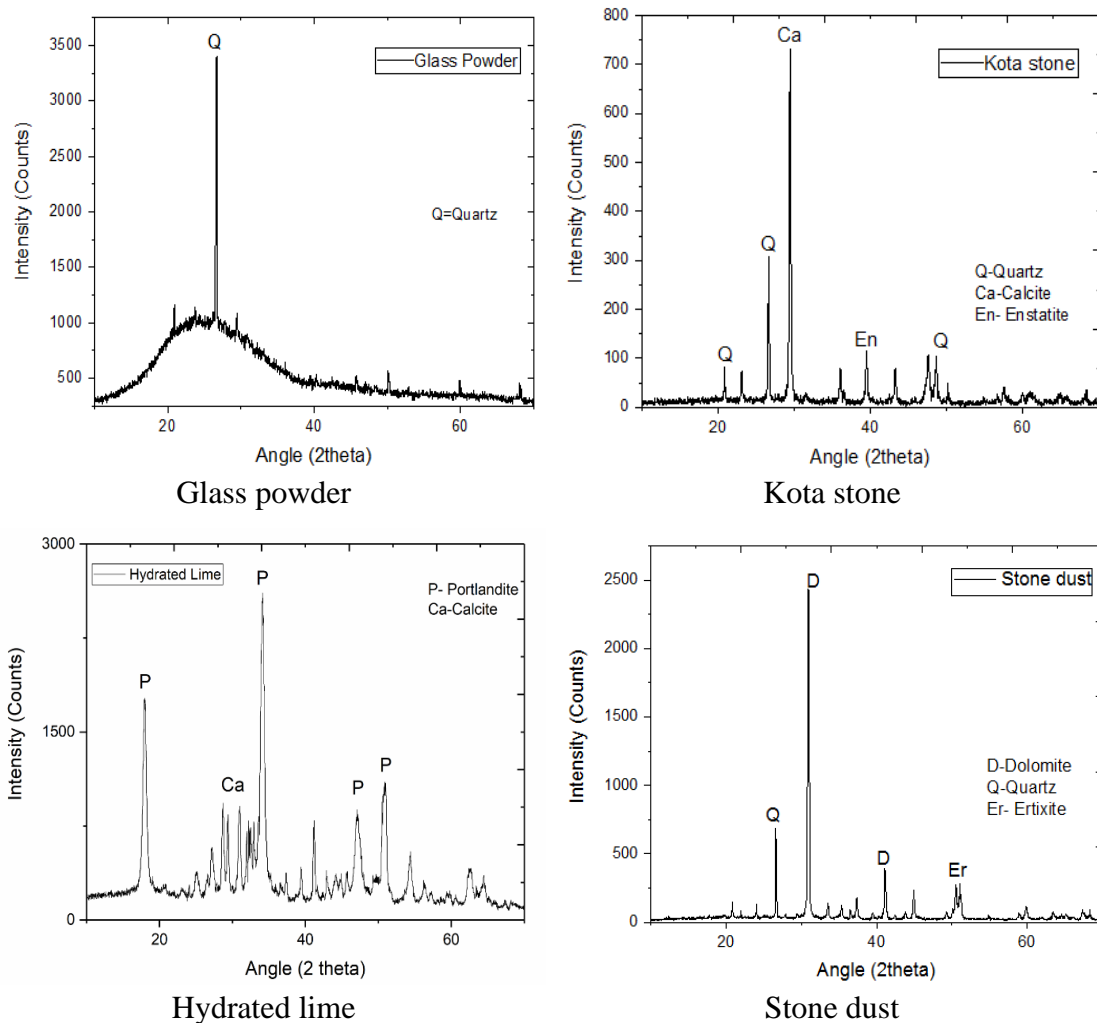 Q
Glass Powder
Q=Quartz
3500
3000
2500
2000
1500
1000
500
20
40
60
Intensity (Counts)
Angle (2theta)
Glass powder
Ca
Kota stone
Q
Q-Quartz
Ca-Calcite
En- Enstatite
En
Q
Q
800
700
600
500
400
300
200
100
0
20
40
60
Intensity (Counts)
Angle (2theta)
Kota stone
Hydrated Lime
P
P- Portlandite
Ca-Calcite
P
Ca
P
P
3000
1500
0
20
60
Intensity (Counts)
Angle (2 theta)
Hydrated lime
Stone dust
D
D-Dolomite
Q-Quartz
Er- Ertixite
Q
D
Er
2500
2000
1500
1000
500
0
20
40
60
Intensity (Counts)
Angle (2theta)
Stone dust